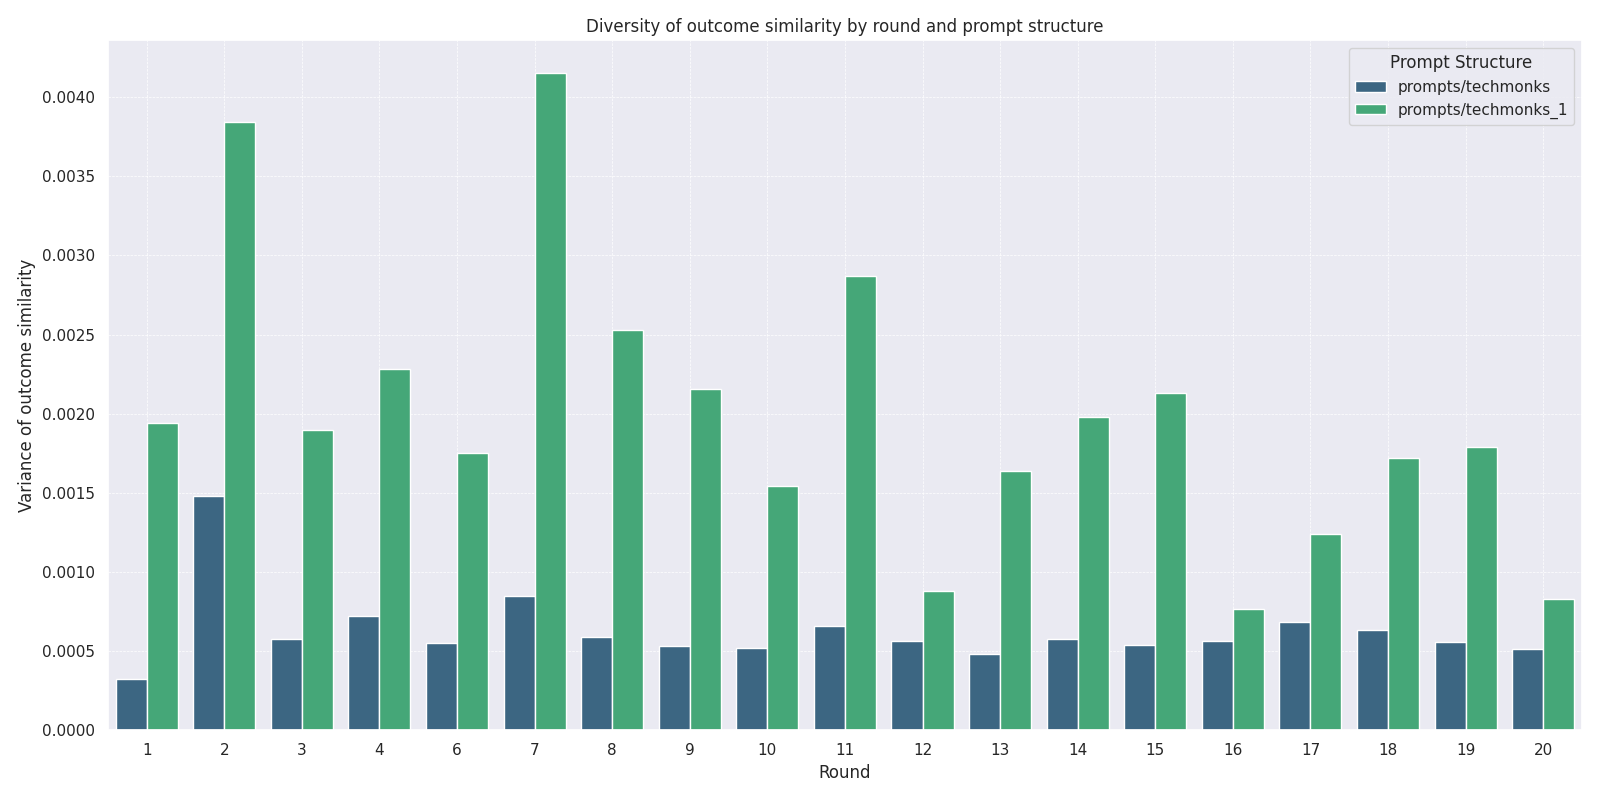 Diversity of outcome similarity by round and prompt structure
Prompt Structure
prompts/techmonks
prompts/techmonks_1
Variance of outcome similarity
0.0040
0.0035
0.0030
0.0025
0.0020
0.0015
0.0010
0.0005
0.0000
1 2 3 4 6 7 8 9 10 11 12 13 14 15 16 17 18 19 20
Round